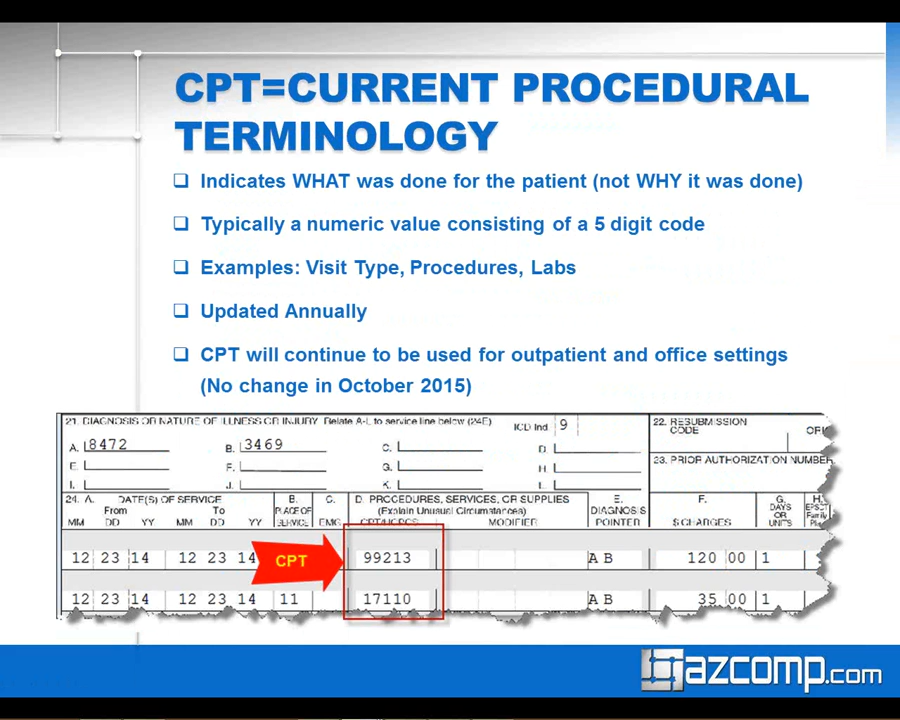 CPT=CURRENT PROCEDURAL
TERMINOLOGY
Indicates WHAT was done for the patient (not WHY it was done)
Typically a numeric value consisting of a 5 digit code
Examples: Visit Type, Procedures, Labs
Updated Annually
CPT will continue to be used for outpatient and office settings
(No change in October 2015)
21. DIAGNOSIS OR NATURE OF ILLNESS OR INJURY Relate A-L to service line below (24E) ICD Ind 9 22. RESUBMISSION
CODE
A. 8472 B. 3469 C. D.
E. F. G. H. 23. PRIOR AUTHORIZATION NUMBER
I. J. K. L.
24. A. DATE(S) OF SERVICE B. C. D. PROCEDURES, SERVICES, OR SUPPLIES E. F. G. H.
From To PLACE OF (Explain Unusual Circumstances) DIAGNOSIS DAYS OR UNITS
MM DD YY MM DD YY SERVICE EMG CPT/HCPCS MODIFIER POINTER $ CHARGES
12 23 14 12 23 14 CPT 99213 A B 120 00 1
12 23 14 12 23 14 11 17110 A B 35 00 1
azcomp.com